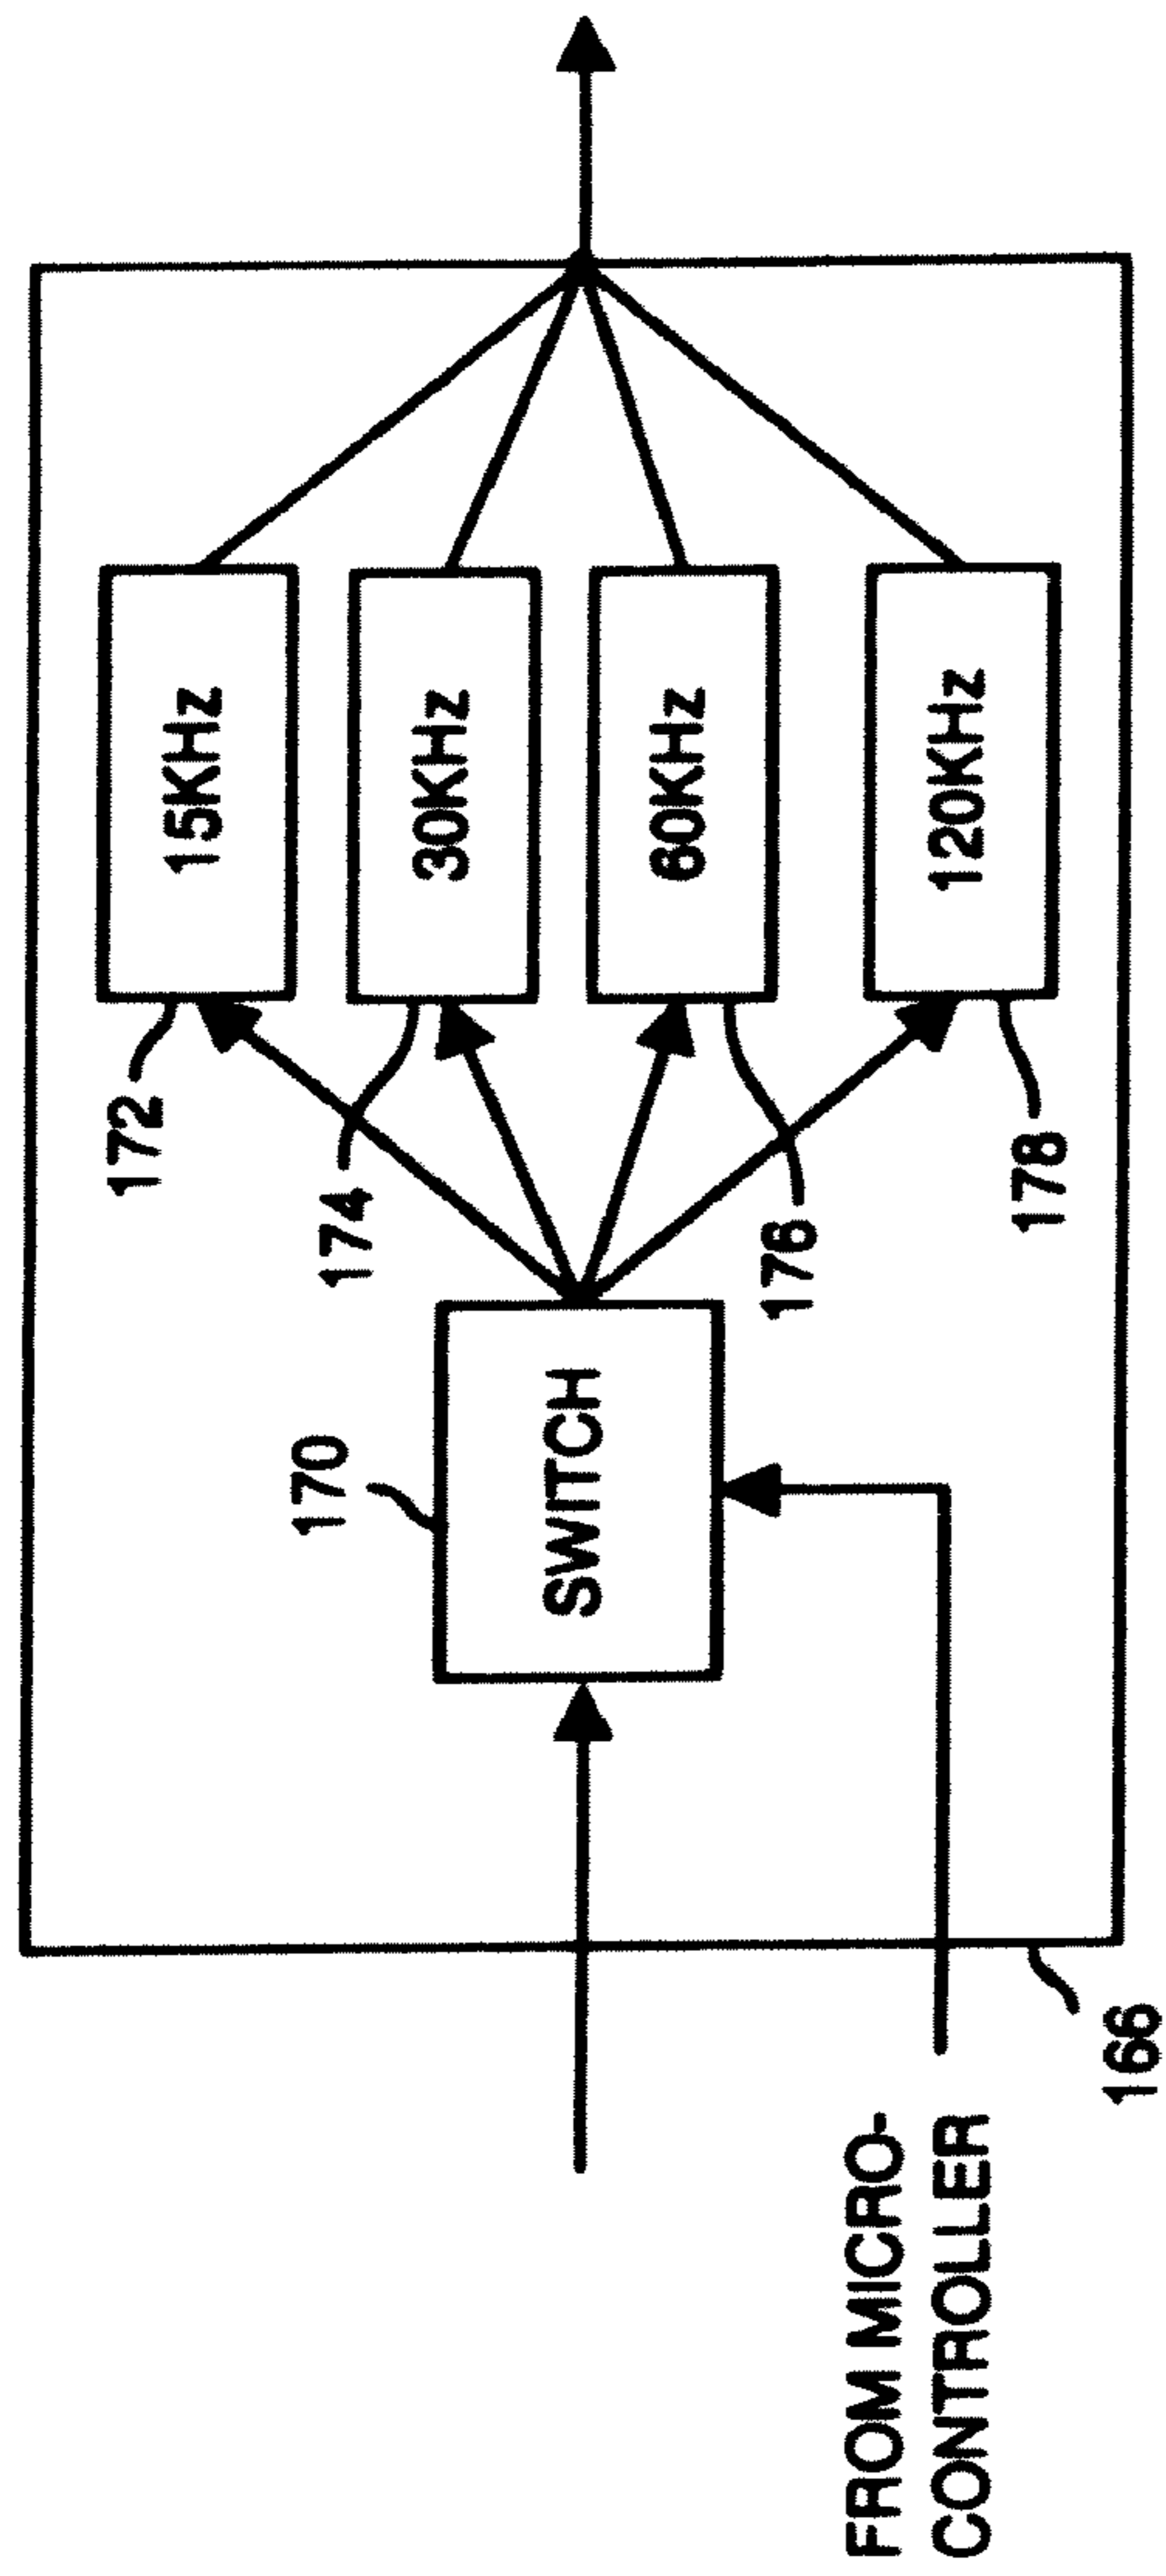 15KHz
172
30KHz
174
170
SWITCH
60KHz
176
120KHz
178
FROM MICRO-
CONTROLLER
166